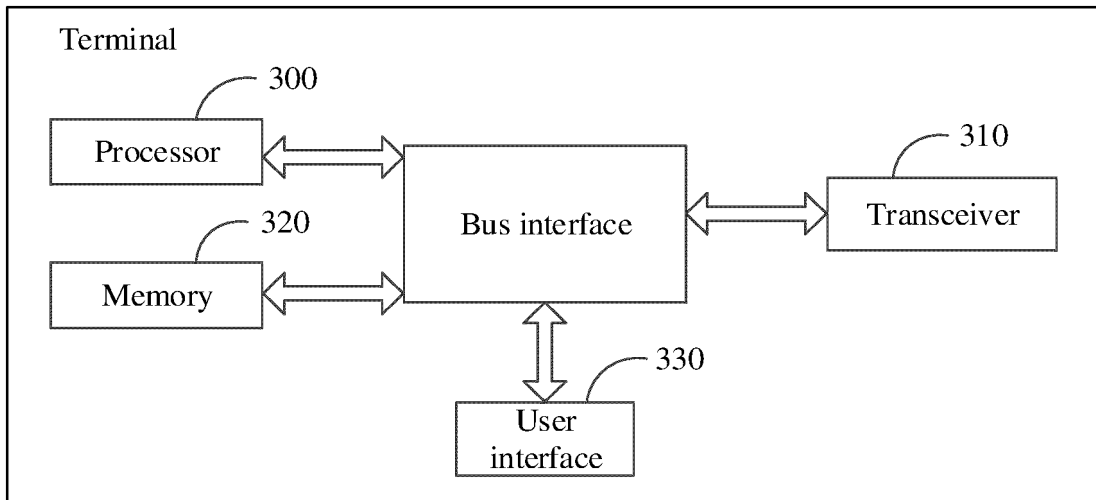 Terminal
300
Processor
310
Transceiver
Bus interface
320
Memory
330
User
interface